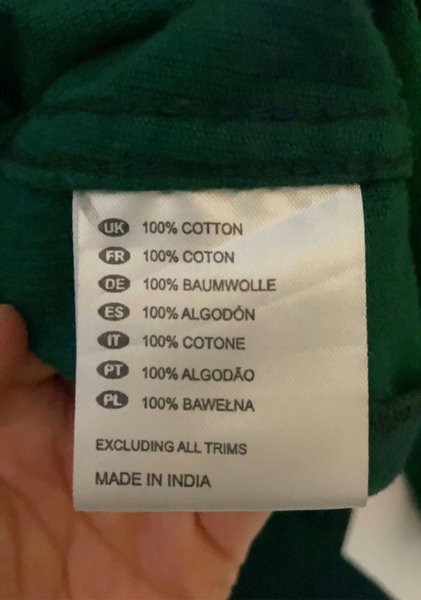 UK 100% COTTON
FR 100% COTON
DE 100% BAUMWOLLE
ES 100% ALGODÓN
IT 100% COTONE
PT 100% ALGODÃO
PL 100% BAWEŁNA
EXCLUDING ALL TRIMS
MADE IN INDIA